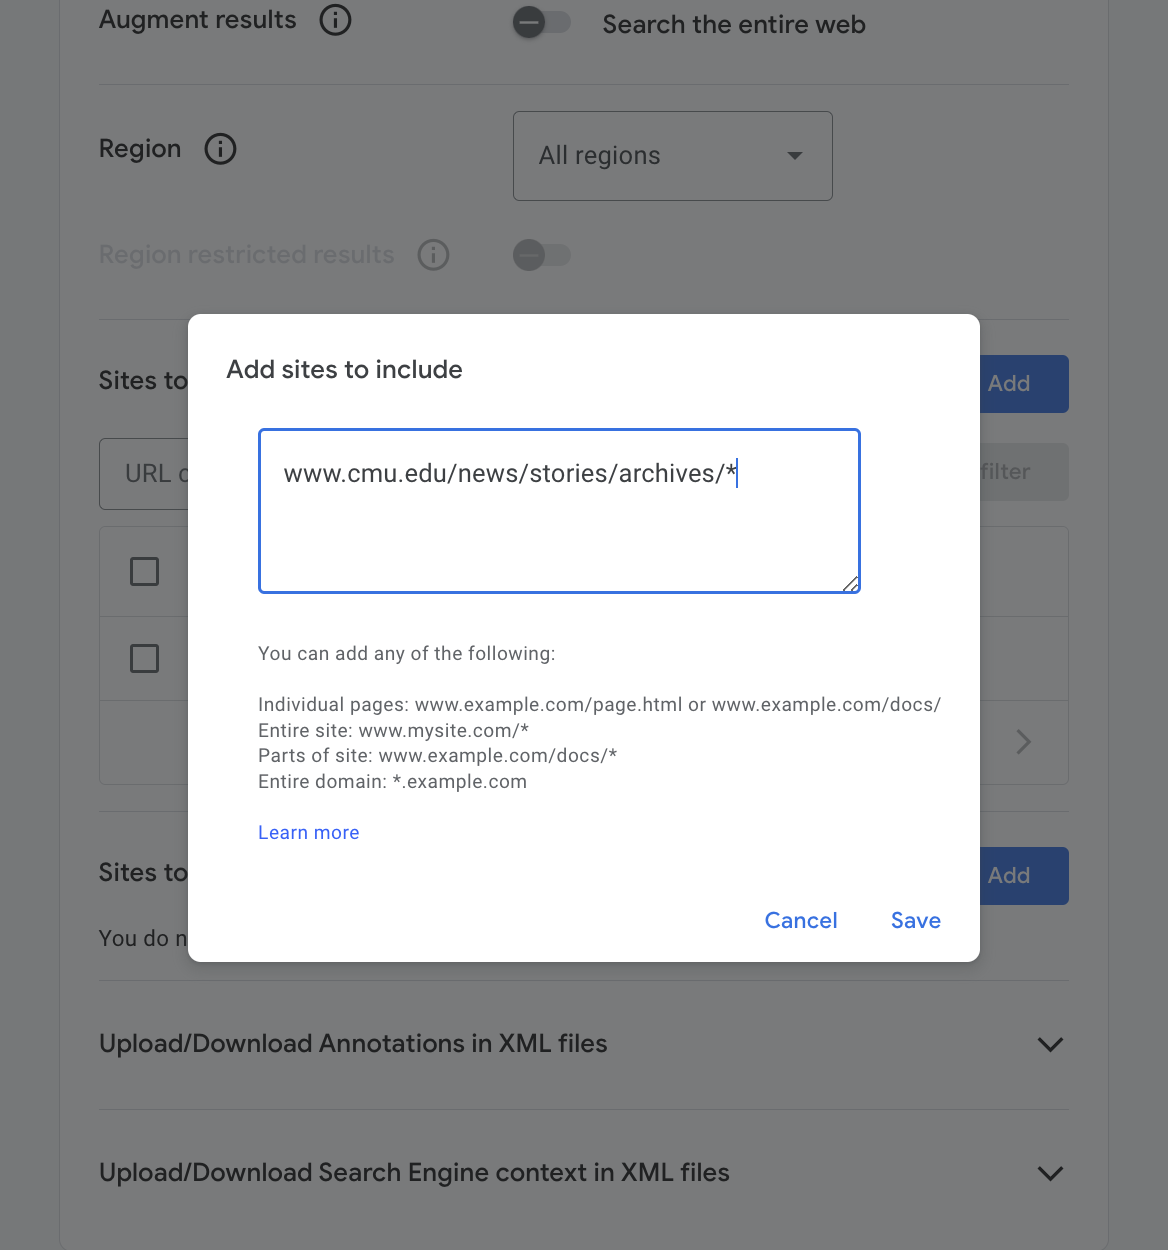 Augment results
Search the entire web
Region
All regions
Region restricted results
Add sites to include
Sites to
Add
www.cmu.edu/news/stories/archives/*
URL
filter
You can add any of the following:
Individual pages: www.example.com/page.html or www.example.com/docs/
Entire site: www.mysite.com/*
Parts of site: www.example.com/docs/*
Entire domain: *.example.com
Learn more
Sites to
Add
Cancel
Save
You do n
Upload/Download Annotations in XML files
Upload/Download Search Engine context in XML files